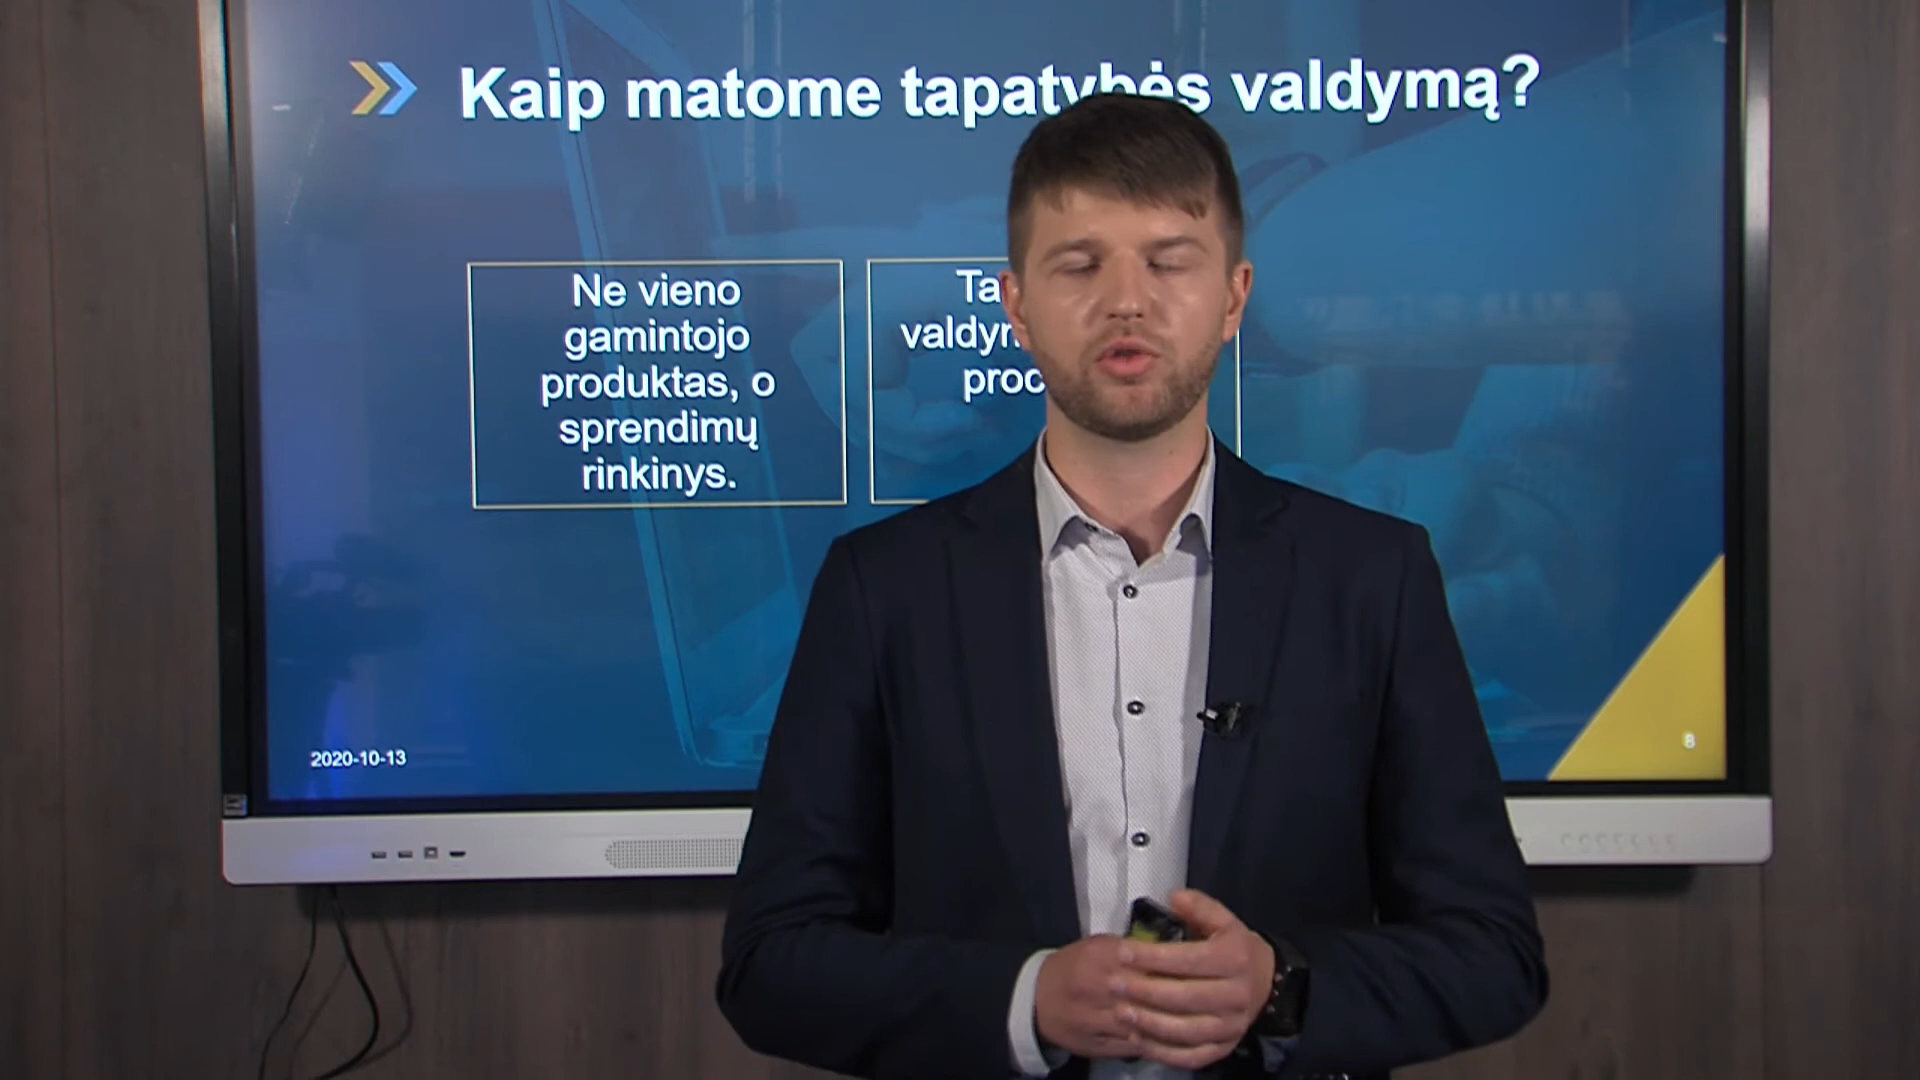 Kaip matome tapatybės valdymą?
Ne vieno
gamintojo
produktas, o
sprendimų
rinkinys.
2020-10-13
8